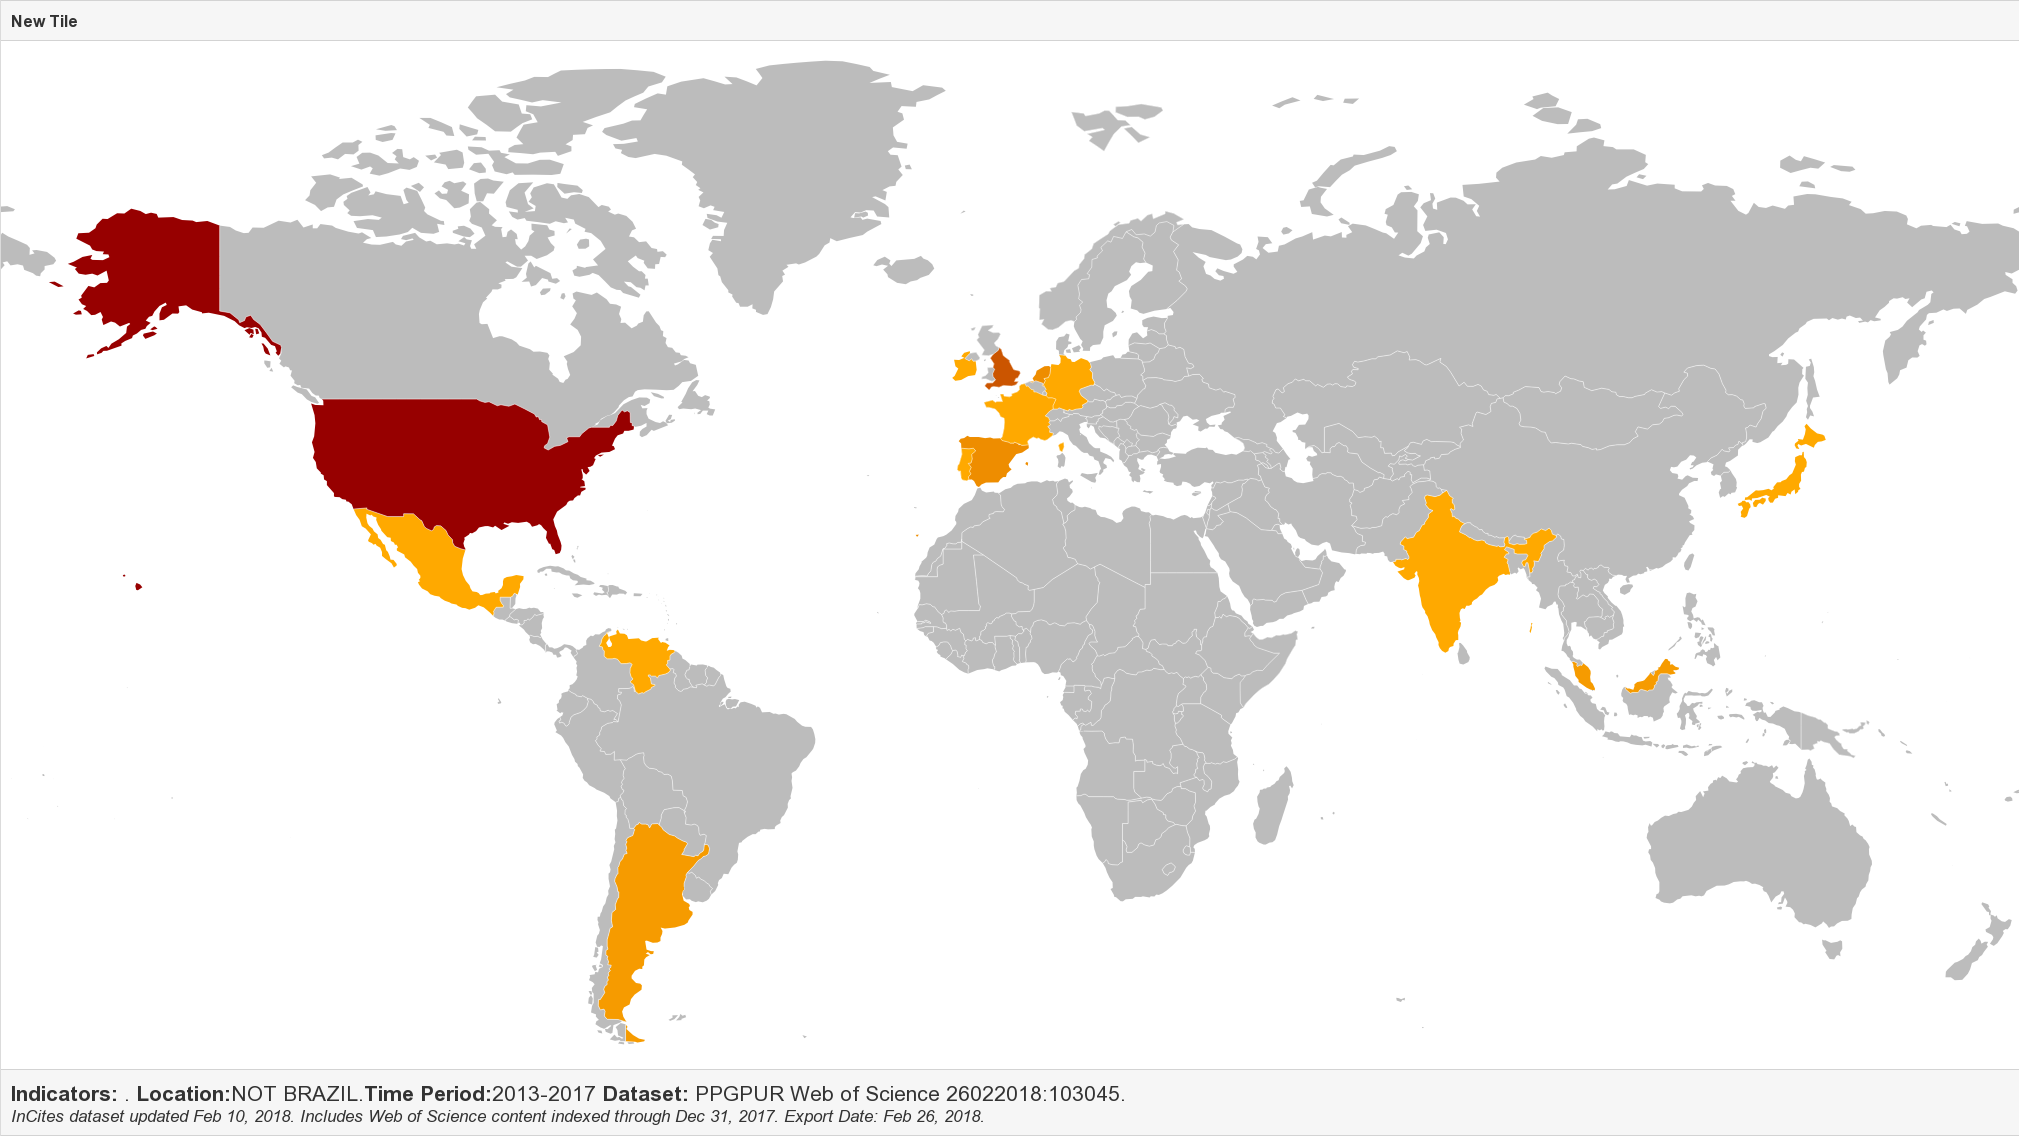 New Tile
Indicators: . Location:NOT BRAZIL.Time Period:2013-2017 Dataset: PPGPUR Web of Science 26022018:103045.
InCites dataset updated Feb 10, 2018. Includes Web of Science content indexed through Dec 31, 2017. Export Date: Feb 26, 2018.